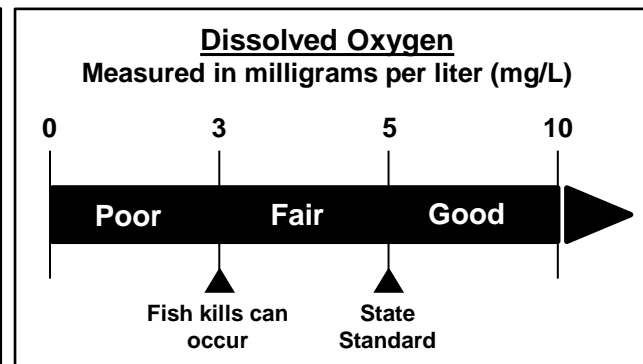 Dissolved Oxygen
Measured in milligrams per liter (mg/L)
0 3 5 10
Poor Fair Good
Fish kills can
occur
State
Standard